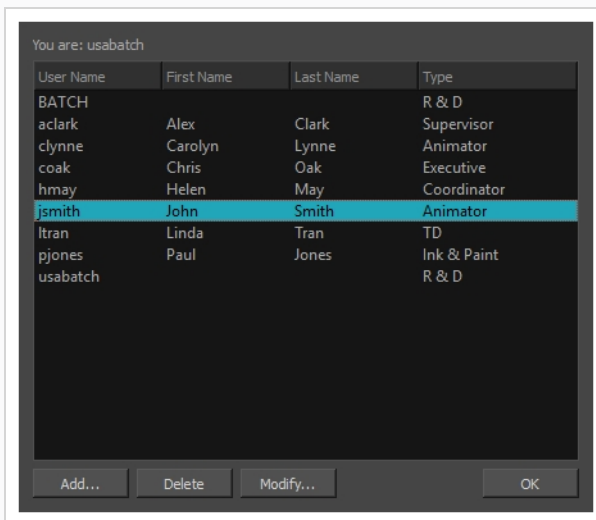 You are: usabatch
User Name First Name Last Name Type
BATCH R & D
aclark Alex Clark Supervisor
clynne Carolyn Lynne Animator
coak Chris Oak Executive
hmay Helen May Coordinator
jsmith John Smith Animator
ltran Linda Tran TD
pjones Paul Jones Ink & Paint
usabatch R & D
Add... Delete Modify... OK